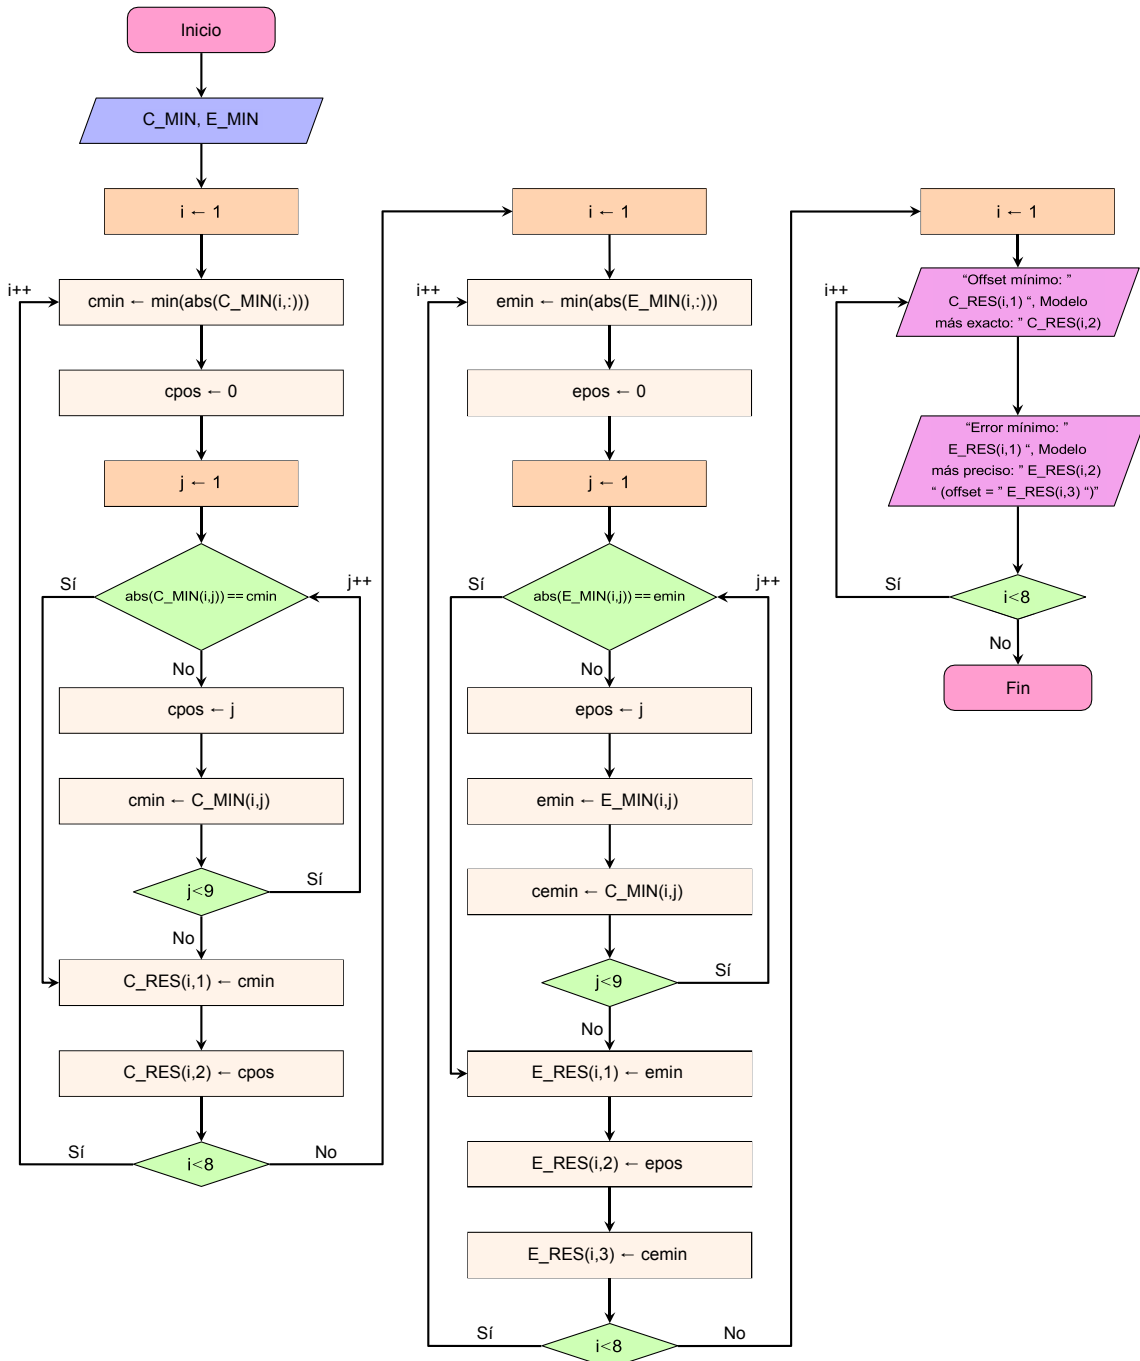 Inicio
C_MIN, E_MIN
i ← 1
i++
cmin ← min(abs(C_MIN(i,:)))
cpos ← 0
j ← 1
Sí
j++
abs(C_MIN(i,j))==cmin
No
cpos ← j
cmin ← C_MIN(i,j)
j<9
Sí
No
C_RES(i,1) ← cmin
C_RES(i,2) ← cpos
Sí
i<8
No
i ← 1
i++
emin ← min(abs(E_MIN(i,:)))
epos ← 0
j ← 1
Sí
j++
abs(E_MIN(i,j))==emin
No
epos ← j
emin ← E_MIN(i,j)
cemin ← C_MIN(i,j)
j<9
Sí
No
E_RES(i,1) ← emin
E_RES(i,2) ← epos
E_RES(i,3) ← cemin
Sí
i<8
No
i ← 1
i++
“Offset mínimo: ”
C_RES(i,1) “, Modelo
más exacto: ” C_RES(i,2)
“Error mínimo: ”
E_RES(i,1) “, Modelo
más preciso: ” E_RES(i,2)
“ (offset = ” E_RES(i,3) “)”
Sí
i<8
No
Fin